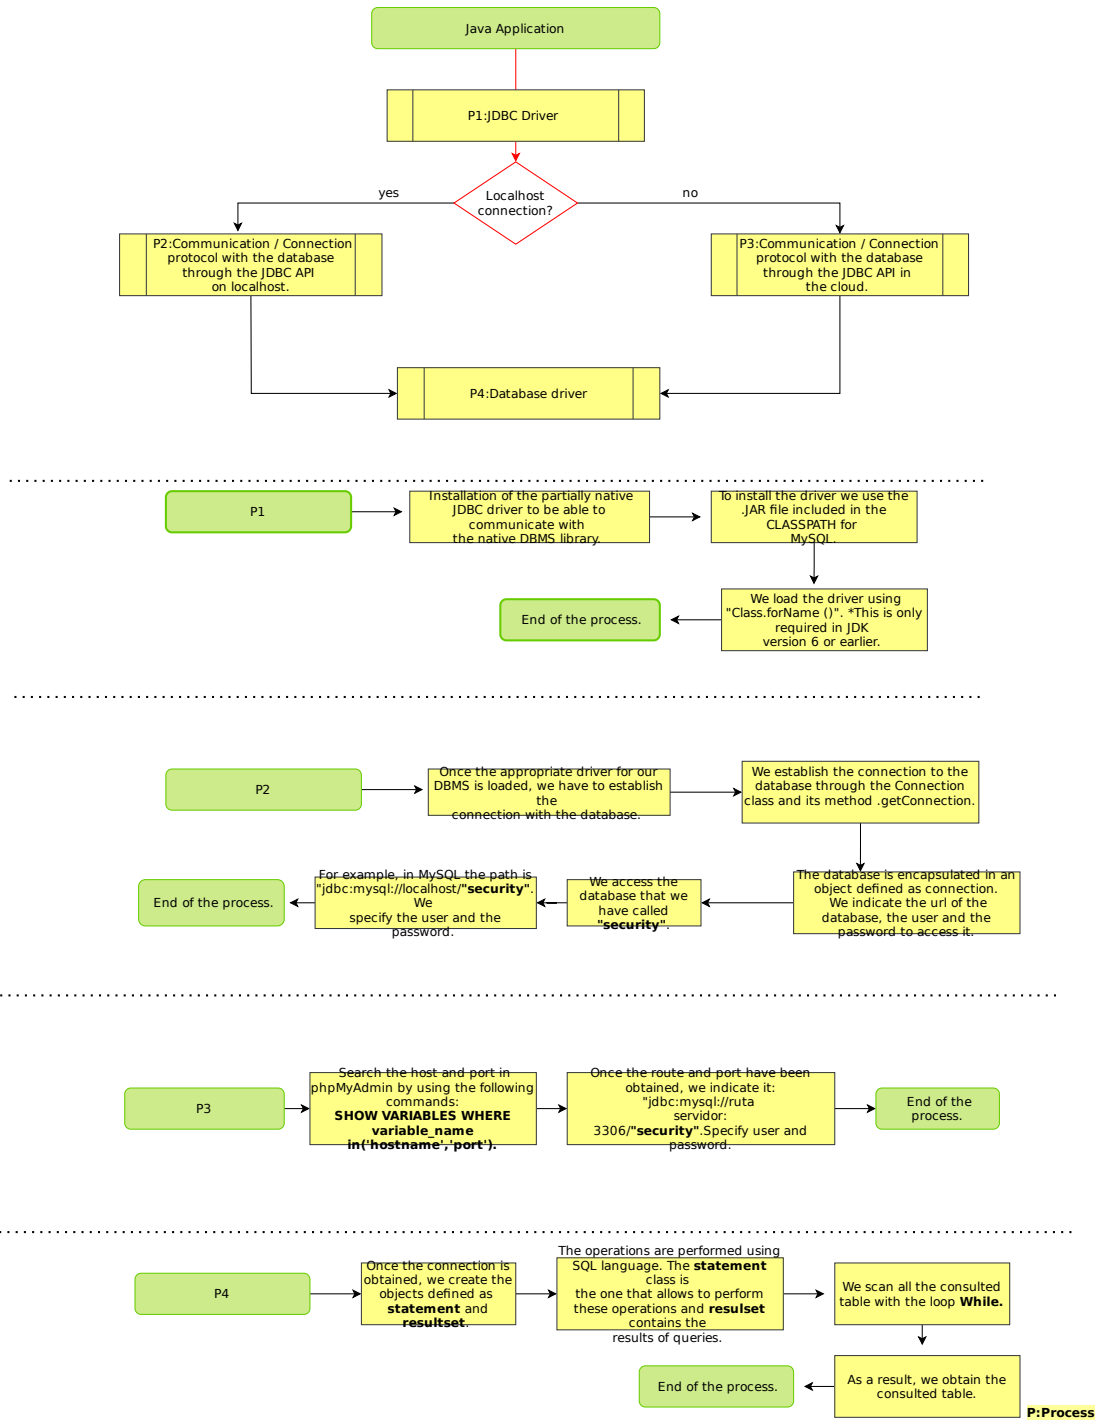 Java Application
P1:JDBC Driver
Localhost
connection?
yes
no
P2:Communication / Connection
protocol with the database
through the JDBC API
on localhost.
P3:Communication / Connection
protocol with the database
through the JDBC API in
the cloud.
P4:Database driver
P1
Installation of the partially native
JDBC driver to be able to
communicate with
the native DBMS library.
To install the driver we use the
.JAR file included in the
CLASSPATH for
MySQL.
We load the driver using
"Class.forName ()". *This is only
required in JDK
version 6 or earlier.
End of the process.
P2
Once the appropriate driver for our
DBMS is loaded, we have to establish
the
connection with the database.
We establish the connection to the
database through the Connection
class and its method .getConnection.
The database is encapsulated in an
object defined as connection.
We indicate the url of the
database, the user and the
password to access it.
We access the
database that we
have called
"security".
For example, in MySQL the path is
"jdbc:mysql://localhost/"security".
We
specify the user and the
password.
End of the process.
P3
Search the host and port in
phpMyAdmin by using the following
commands:
SHOW VARIABLES WHERE
variable_name
in('hostname','port').
Once the route and port have been
obtained, we indicate it:
"jdbc:mysql://ruta
servidor:
3306/"security".Specify user and
password.
End of the
process.
P4
Once the connection is
obtained, we create the
objects defined as
statement and
resultset.
The operations are performed using
SQL language. The statement
class is
the one that allows to perform
these operations and resulset
contains the
results of queries.
We scan all the consulted
table with the loop While.
As a result, we obtain the
consulted table.
End of the process.
P:Process